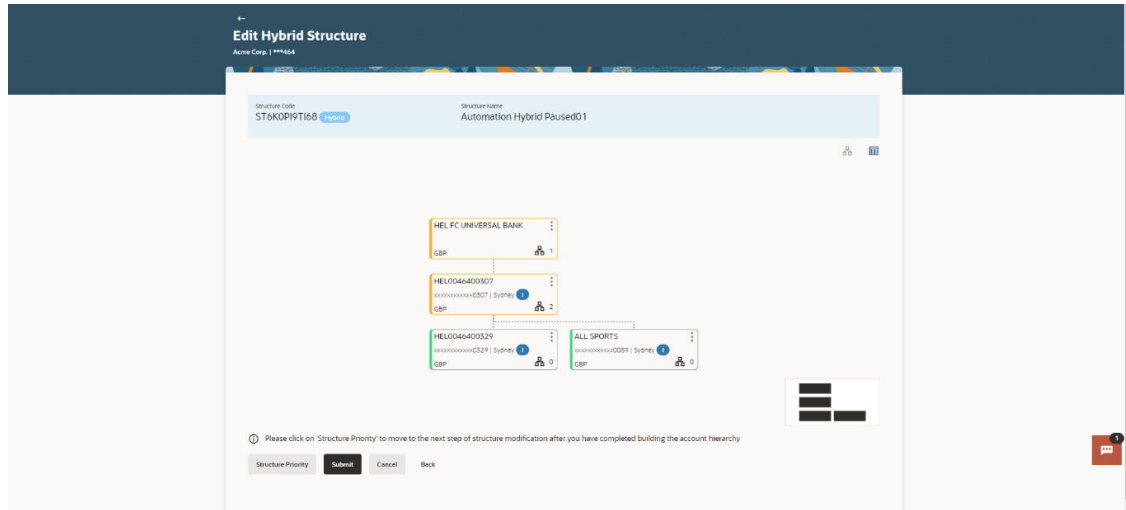 ←
Edit Hybrid Structure
Acme Corp. | ***464
Structure Code
ST6K0PI9TI68 Hybrid
Structure Name
Automation Hybrid Paused01
HEL FC UNIVERSAL BANK
GBP 1
HEL0046400307
xxxxxxxxxxxx0307 | Sydney
GBP 2
HEL0046400329
xxxxxxxxxxxx0329 | Sydney
GBP 0
ALL SPORTS
xxxxxxxxxxxx0089 | Sydney
GBP 0
Please click on 'Structure Priority' to move to the next step of structure modification after you have completed building the account hierarchy
Structure Priority Submit Cancel Back
1